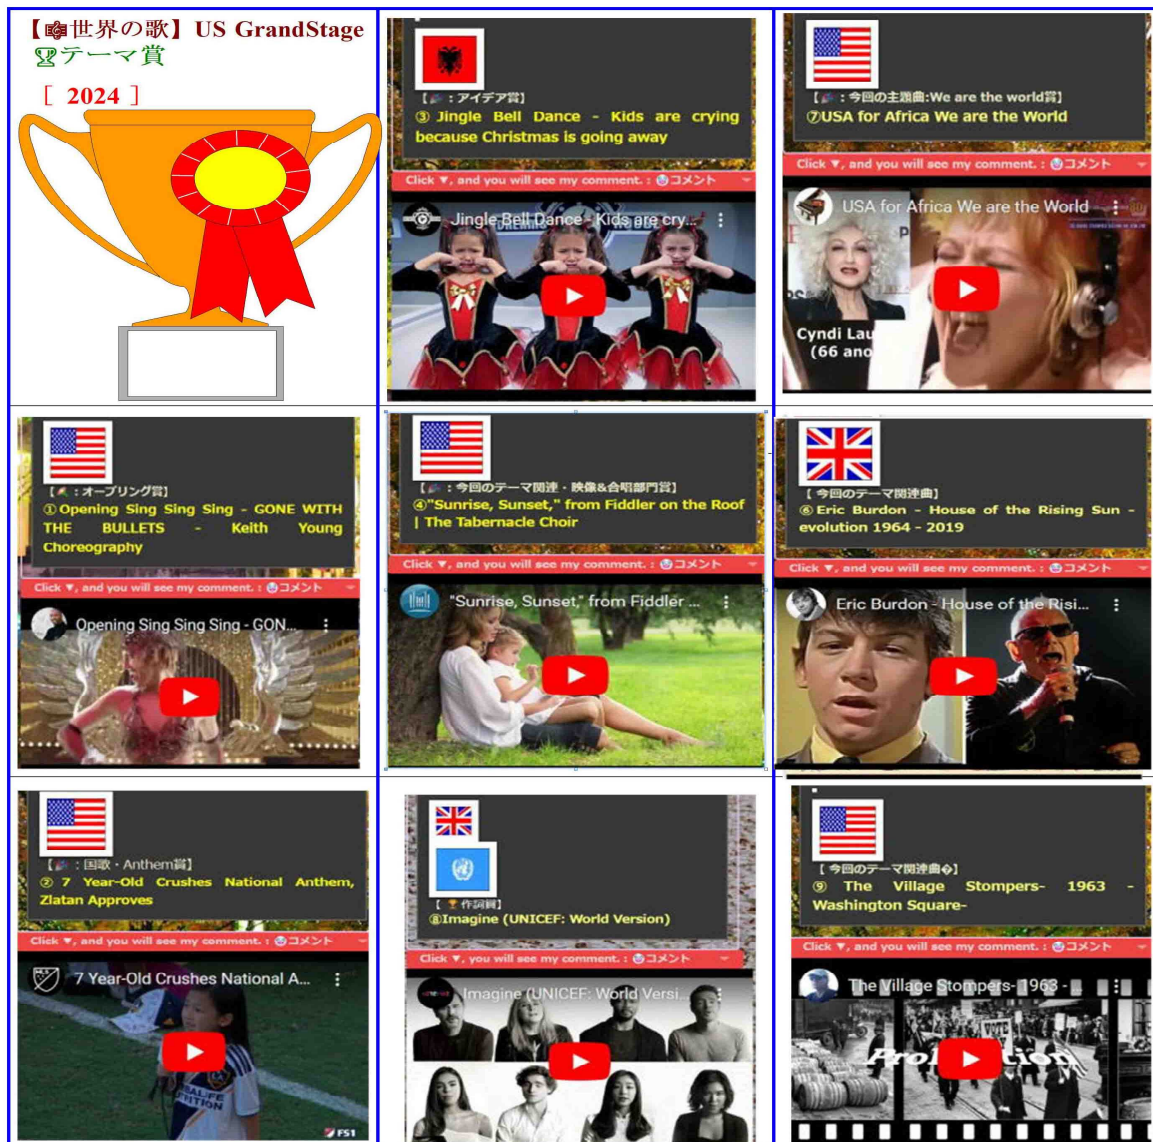 【世界の歌】US GrandStage
テーマ賞
[ 2024 ]
【 : アイデア賞】
③ Jingle Bell Dance - Kids are crying
because Christmas is going away
Click ▼, and you will see my comment. : コメント
Jingle Bell Dance - Kids are cry...
【 : 今回の主題曲:We are the world賞】
⑦USA for Africa We are the World
Click ▼, and you will see my comment. : コメント
USA for Africa We are the World
Cyndi Lau
(66 ano
【 : オープリング賞】
①Opening Sing Sing Sing - GONE WITH
THE BULLETS - Keith Young
Choreography
Click ▼, and you will see my comment. : コメント
Opening Sing Sing Sing - GON...
【 : 今回のテーマ関連・映像&合唱部門賞】
④"Sunrise, Sunset," from Fiddler on the Roof
| The Tabernacle Choir
Click ▼, and you will see my comment. : コメント
"Sunrise, Sunset," from Fiddler ...
【 今回のテーマ関連曲】
⑥ Eric Burdon - House of the Rising Sun -
evolution 1964 - 2019
Click ▼, and you will see my comment. : コメント
Eric Burdon - House of the Risi...
【 : 国歌・Anthem賞】
② 7 Year-Old Crushes National Anthem,
Zlatan Approves
Click ▼, and you will see my comment. : コメント
7 Year-Old Crushes National A...
FS1
【 作詞賞】
⑧Imagine (UNICEF: World Version)
Click ▼, you will see my comment. : コメント
Imagine (UNICEF: World Versi...
【 今回のテーマ関連曲�】
⑨ The Village Stompers- 1963 -
Washington Square-
Click ▼, and you will see my comment. : コメント
The Village Stompers- 1963 - ...
VOTE